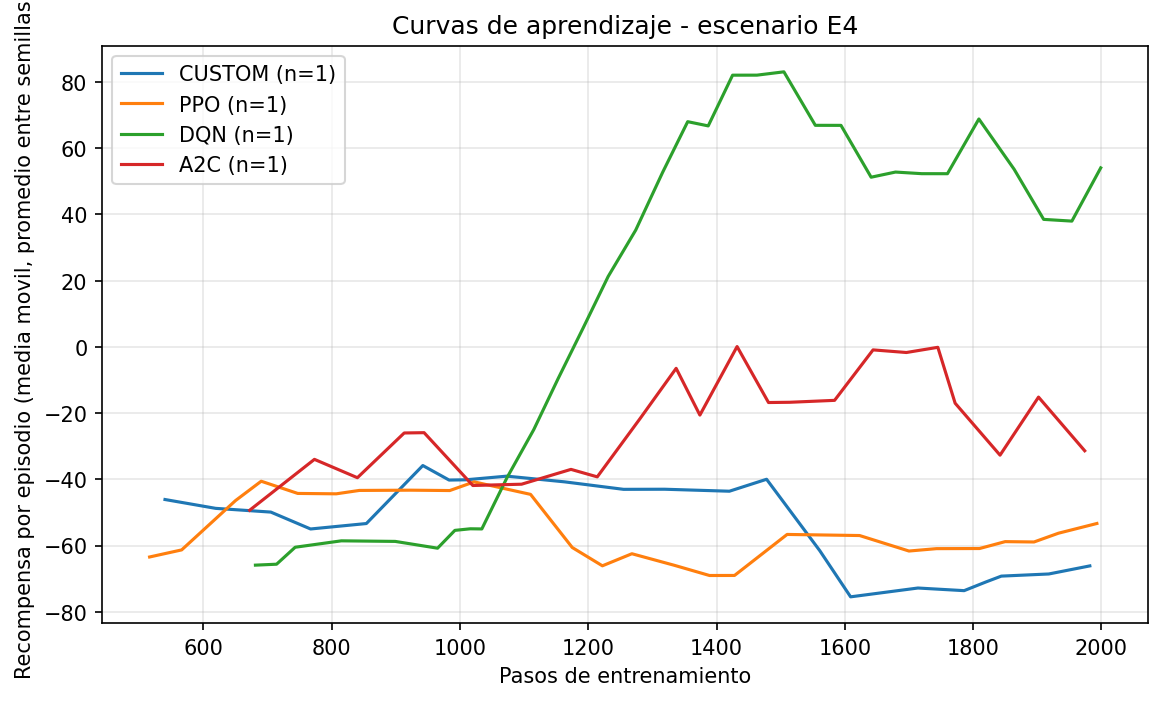 Curvas de aprendizaje - escenario E4
Recompensa por episodio (media movil, promedio entre semillas
CUSTOM (n=1)
PPO (n=1)
DQN (n=1)
A2C (n=1)
80
60
40
20
0
−20
−40
−60
−80
600 800 1000 1200 1400 1600 1800 2000
Pasos de entrenamiento